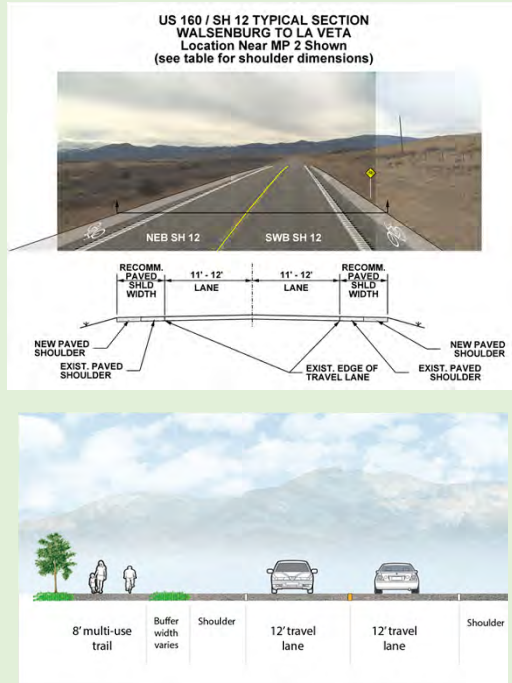 US 160 / SH 12 TYPICAL SECTION
WALSENBURG TO LA VETA
Location Near MP 2 Shown
(see table for shoulder dimensions)
NEB SH 12
SWB SH 12
RECOMM.
PAVED
SHLD
WIDTH
11' - 12'
LANE
11' - 12'
LANE
RECOMM.
PAVED
SHLD
WIDTH
NEW PAVED
SHOULDER
EXIST. PAVED
SHOULDER
EXIST. EDGE OF
TRAVEL LANE
EXIST. PAVED
SHOULDER
NEW PAVED
SHOULDER
8' multi-use
trail
Buffer
width
varies
Shoulder
12' travel
lane
12' travel
lane
Shoulder